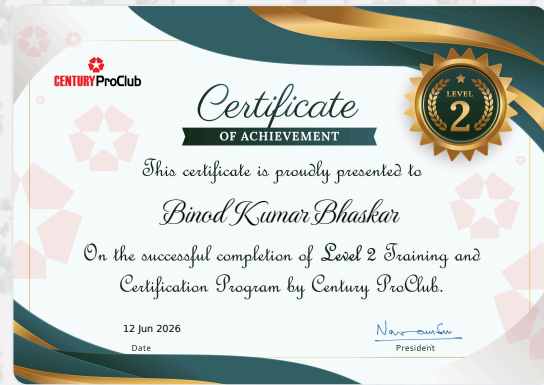 CENTURY ProClub
Certificate
OF ACHIEVEMENT
LEVEL
2
This certificate is proudly presented to
Binod Kumar Bhaskar
On the successful completion of Level 2 Training and
Certification Program by Century ProClub.
12 Jun 2026
Date
President